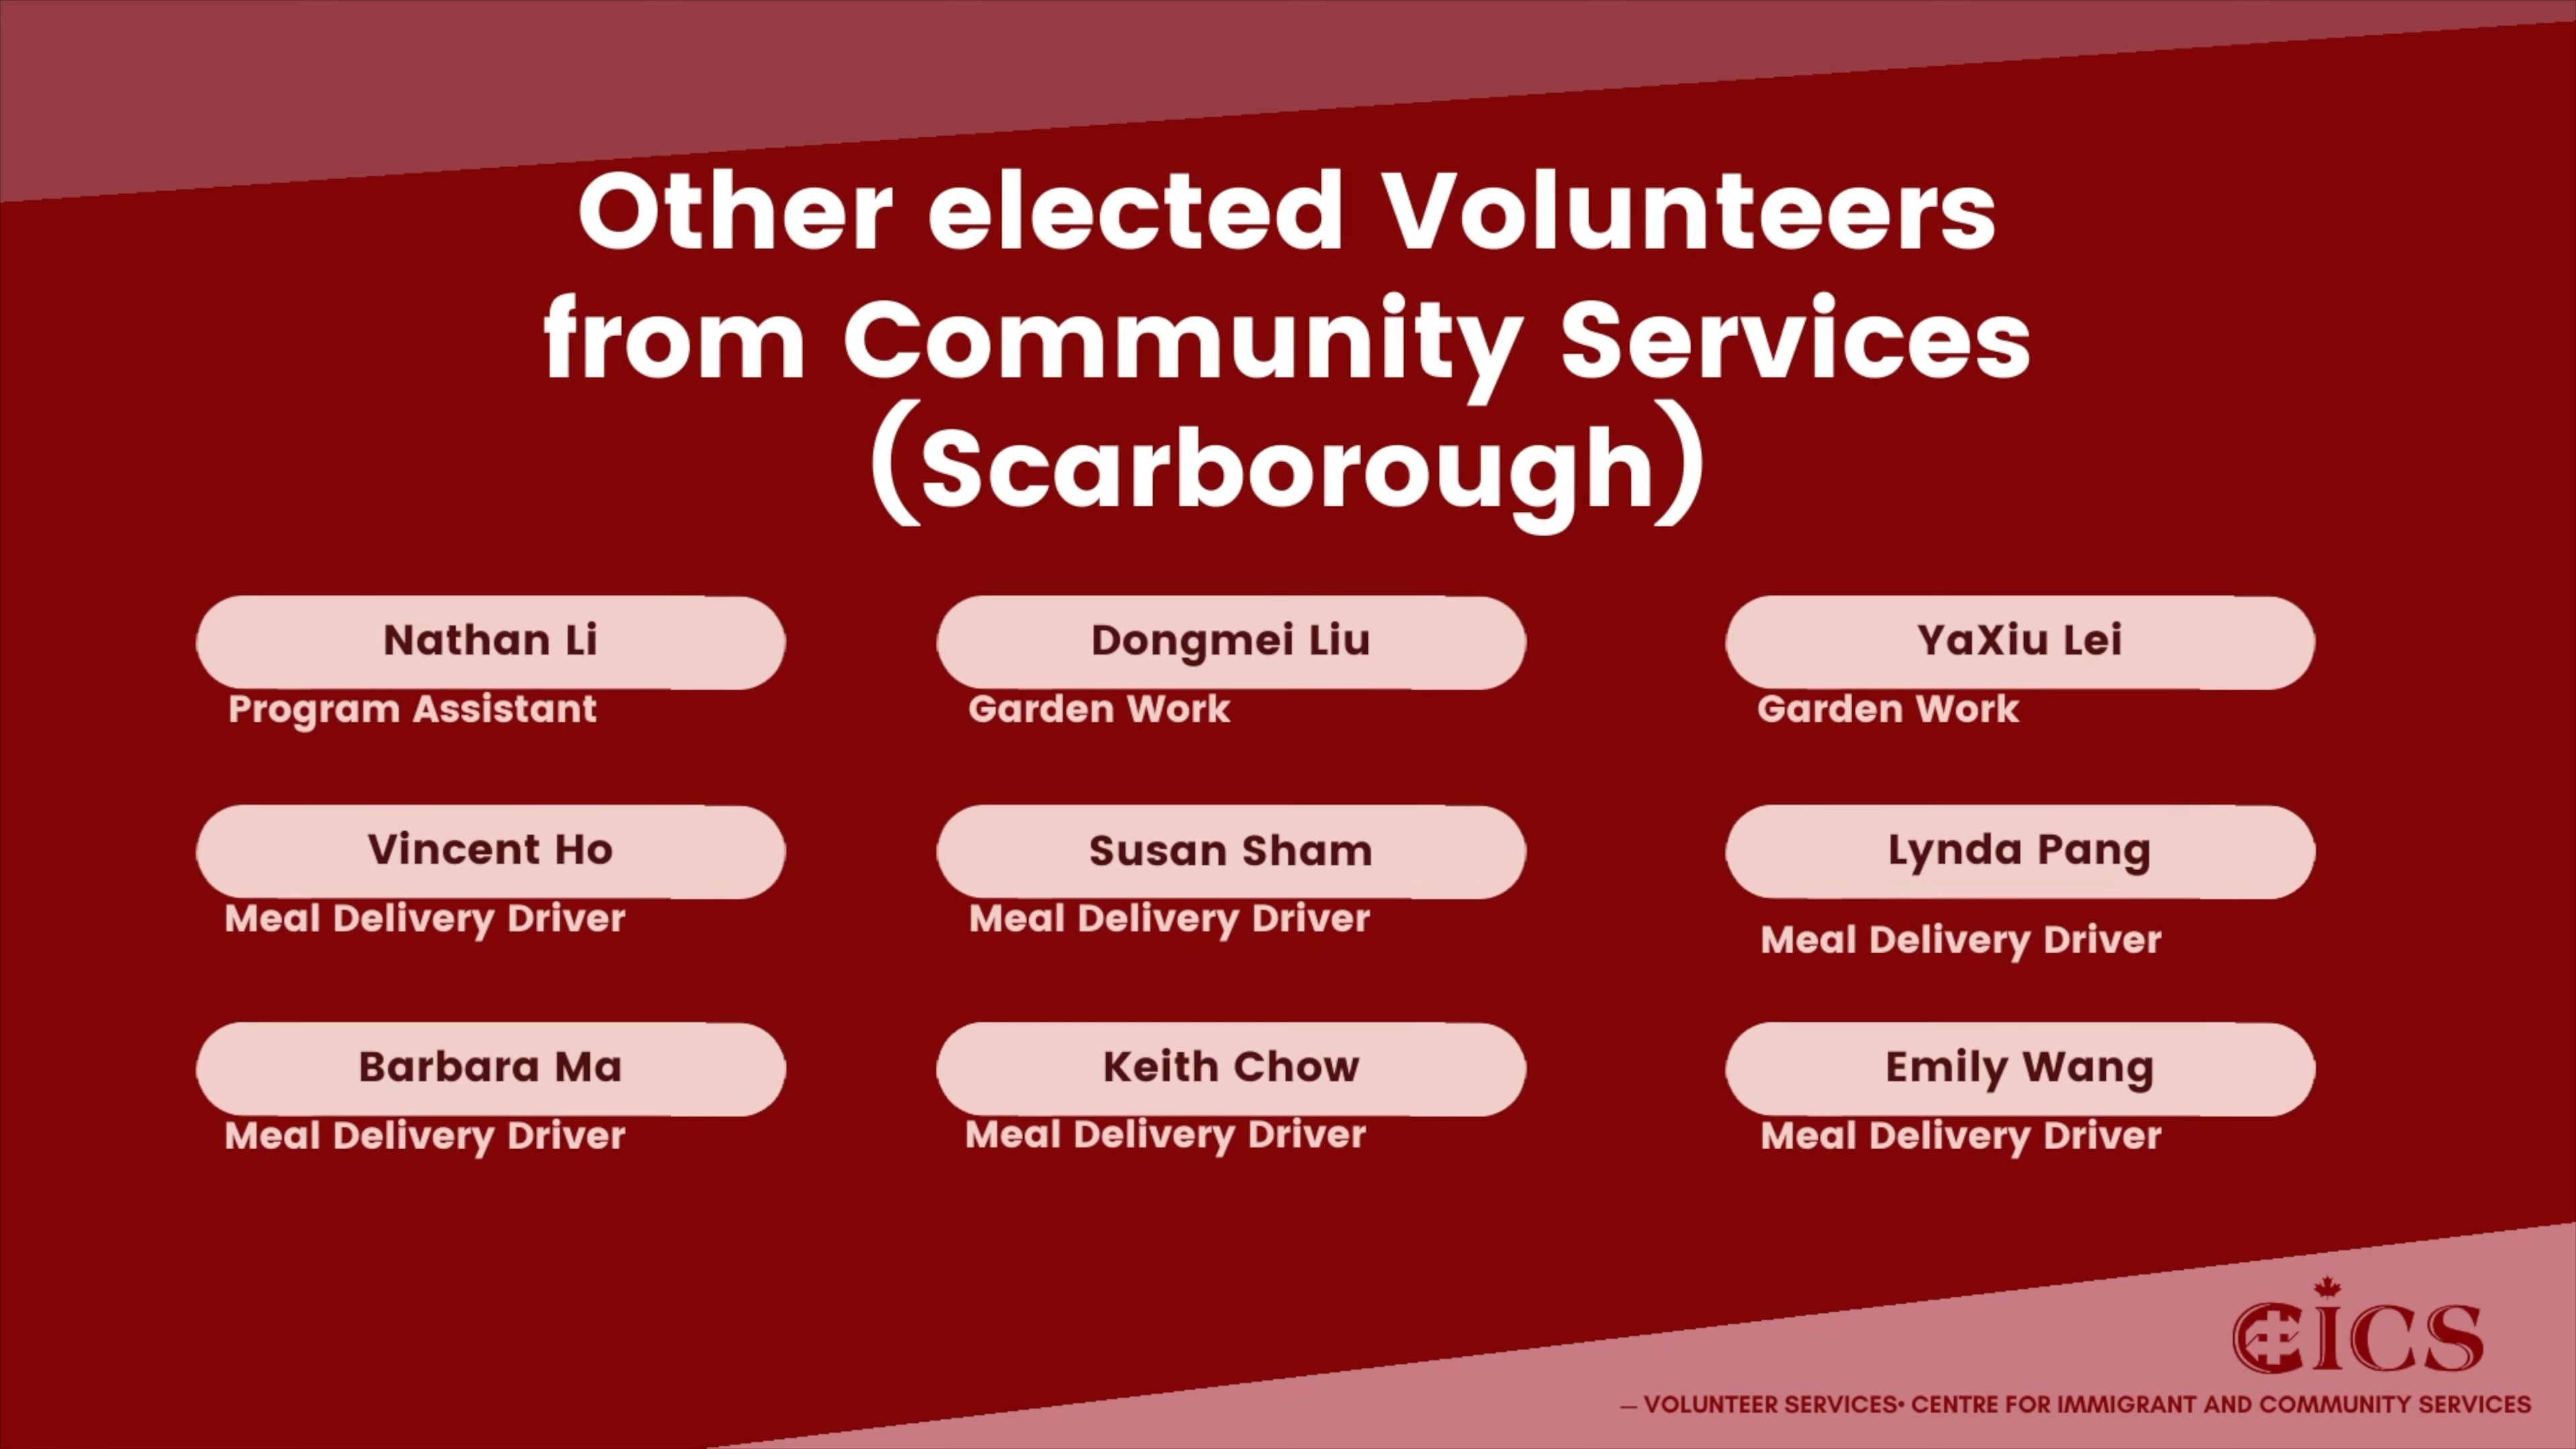 Other elected Volunteers
from Community Services
(Scarborough)
Nathan Li
Program Assistant
Dongmei Liu
Garden Work
YaXiu Lei
Garden Work
Vincent Ho
Meal Delivery Driver
Susan Sham
Meal Delivery Driver
Lynda Pang
Meal Delivery Driver
Barbara Ma
Meal Delivery Driver
Keith Chow
Meal Delivery Driver
Emily Wang
Meal Delivery Driver
CICS
— VOLUNTEER SERVICES• CENTRE FOR IMMIGRANT AND COMMUNITY SERVICES